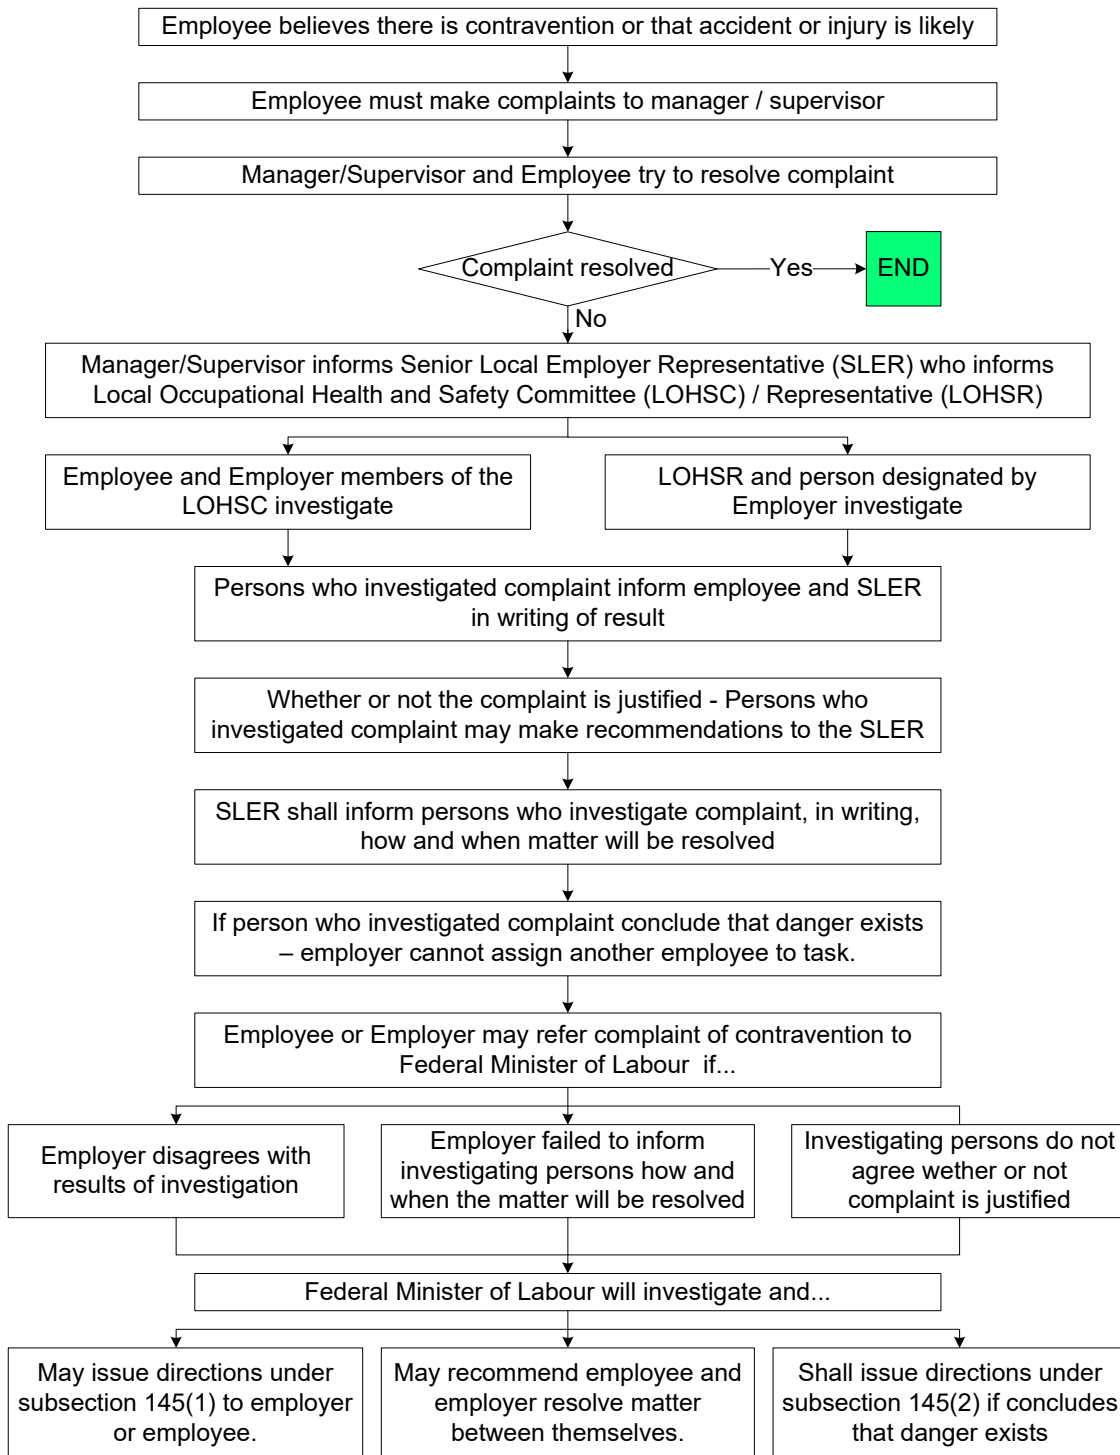 Employee believes there is contravention or that accident or injury is likely
Employee must make complaints to manager / supervisor
Manager/Supervisor and Employee try to resolve complaint
Complaint resolved
Yes
END
No
Manager/Supervisor informs Senior Local Employer Representative (SLER) who informs
Local Occupational Health and Safety Committee (LOHSC) / Representative (LOHSR)
Employee and Employer members of the
LOHSC investigate
LOHSR and person designated by
Employer investigate
Persons who investigated complaint inform employee and SLER
in writing of result
Whether or not the complaint is justified - Persons who
investigated complaint may make recommendations to the SLER
SLER shall inform persons who investigate complaint, in writing,
how and when matter will be resolved
If person who investigated complaint conclude that danger exists
– employer cannot assign another employee to task.
Employee or Employer may refer complaint of contravention to
Federal Minister of Labour  if...
Employer disagrees with
results of investigation
Employer failed to inform
investigating persons how and
when the matter will be resolved
Investigating persons do not
agree wether or not
complaint is justified
Federal Minister of Labour will investigate and...
May issue directions under
subsection 145(1) to employer
or employee.
May recommend employee and
employer resolve matter
between themselves.
Shall issue directions under
subsection 145(2) if concludes
that danger exists